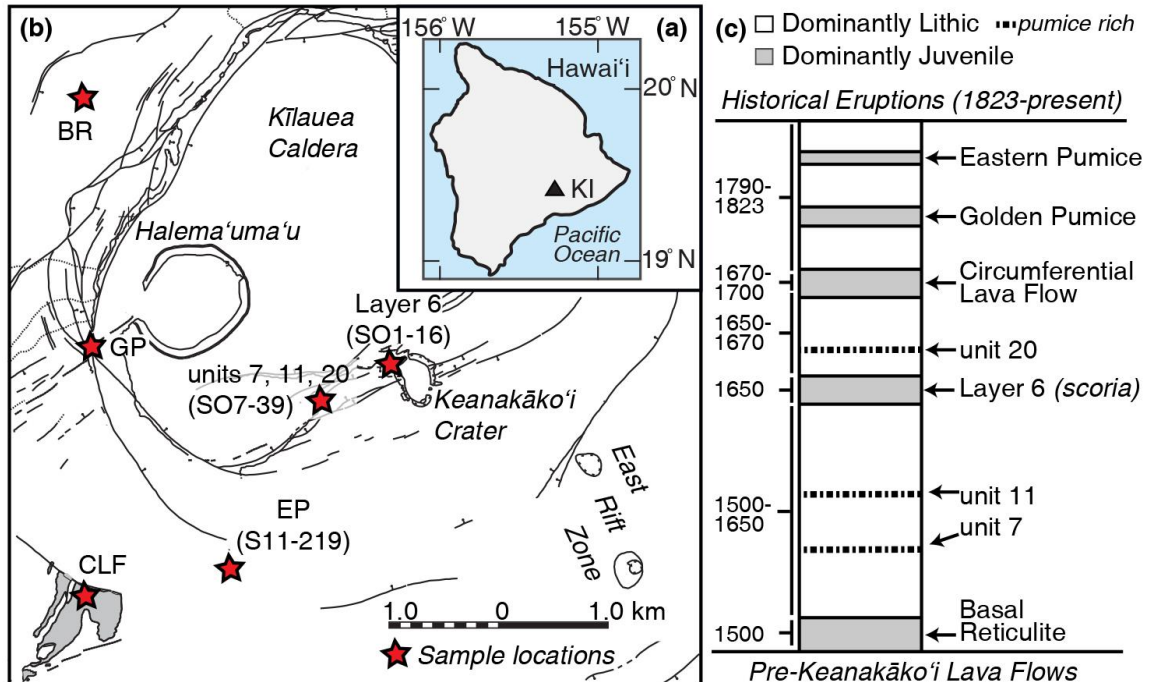 (b)
BR
Kīlauea
Caldera
Halemaʻumaʻu
GP
Layer 6
(SO1-16)
units 7, 11, 20
(SO7-39)
Keanakākoʻi
Crater
EP
(S11-219)
CLF
East
Rift
Zone
1.0 0 1.0 km
Sample locations
156° W 155° W (a)
Hawaiʻi
20° N
KI
Pacific
Ocean
19° N
(c) Dominantly Lithic pumice rich
Dominantly Juvenile
Historical Eruptions (1823-present)
Eastern Pumice
1790-
1823
Golden Pumice
1670-
1700
Circumferential
Lava Flow
1650-
1670
unit 20
1650
Layer 6 (scoria)
1500-
1650
unit 11
unit 7
1500
Basal
Reticulite
Pre-Keanakākoʻi Lava Flows